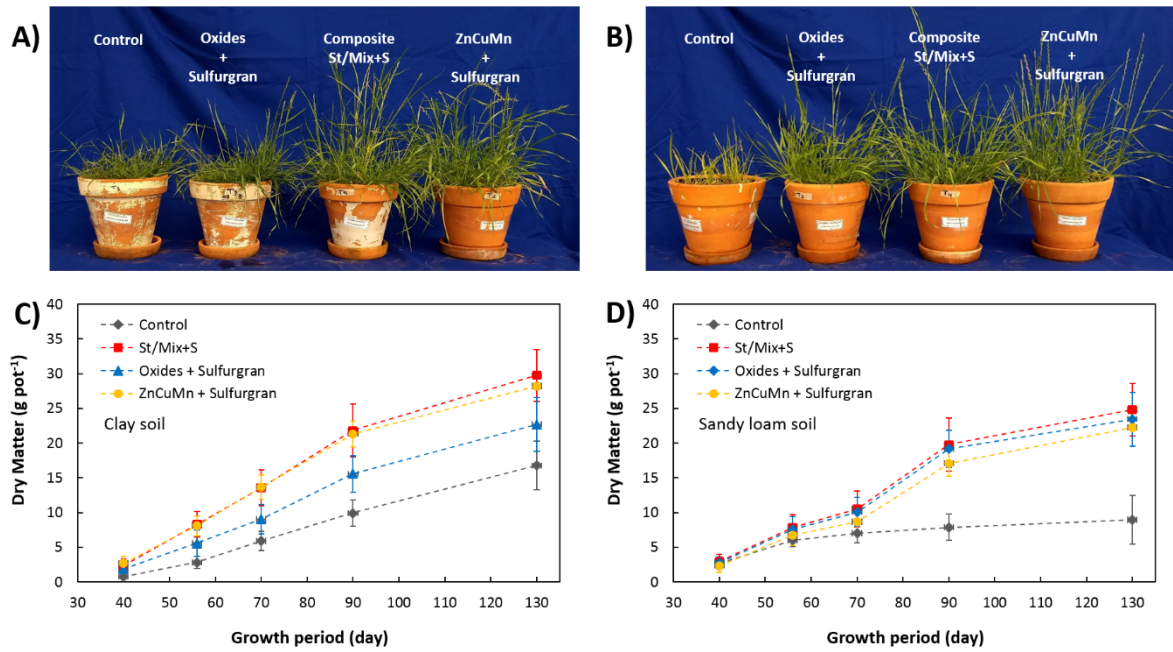 A)
Control
Oxides
+
Sulfurgran
Composite
St/Mix+S
ZnCuMn
+
Sulfurgran
B)
Control
Oxides
+
Sulfurgran
Composite
St/Mix+S
ZnCuMn
+
Sulfurgran
C)
Dry Matter (g pot⁻¹)
40
35
30
25
20
15
10
5
0
Control
St/Mix+S
Oxides + Sulfurgran
ZnCuMn + Sulfurgran
Clay soil
30 40 50 60 70 80 90 100 110 120 130
Growth period (day)
D)
Dry Matter (g pot⁻¹)
40
35
30
25
20
15
10
5
0
Control
St/Mix+S
Oxides + Sulfurgran
ZnCuMn + Sulfurgran
Sandy loam soil
30 40 50 60 70 80 90 100 110 120 130
Growth period (day)